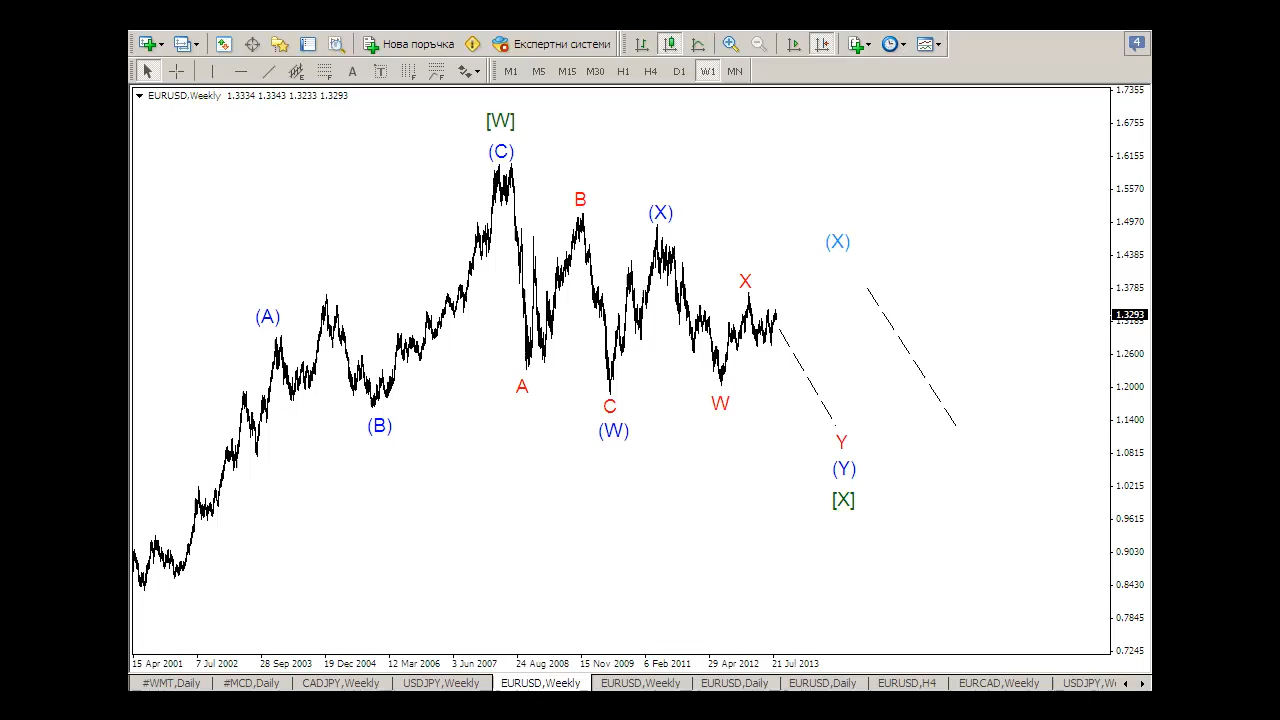 Нова поръчка Експертни системи 4
A T F F
M1 M5 M15 M30 H1 H4 D1 W1 MN
EURUSD,Weekly 1.3334 1.3343 1.3233 1.3293
1.7355
1.6755
1.6155
1.5570
1.4970
1.4385
1.3785
1.3293
1.3185
1.2600
1.2000
1.1400
1.0815
1.0215
0.9615
0.9030
0.8430
0.7845
0.7245
[W]
(C)
B
(X)
(X)
X
(A)
A
C
W
(B)
(W)
Y
(Y)
[X]
15 Apr 2001 7 Jul 2002 28 Sep 2003 19 Dec 2004 12 Mar 2006 3 Jun 2007 24 Aug 2008 15 Nov 2009 6 Feb 2011 29 Apr 2012 21 Jul 2013
#WMT,Daily #MCD,Daily CADJPY,Weekly USDJPY,Weekly EURUSD,Weekly EURUSD,Weekly EURUSD,Daily EURUSD,Daily EURUSD,H4 EURCAD,Weekly USDJPY,We